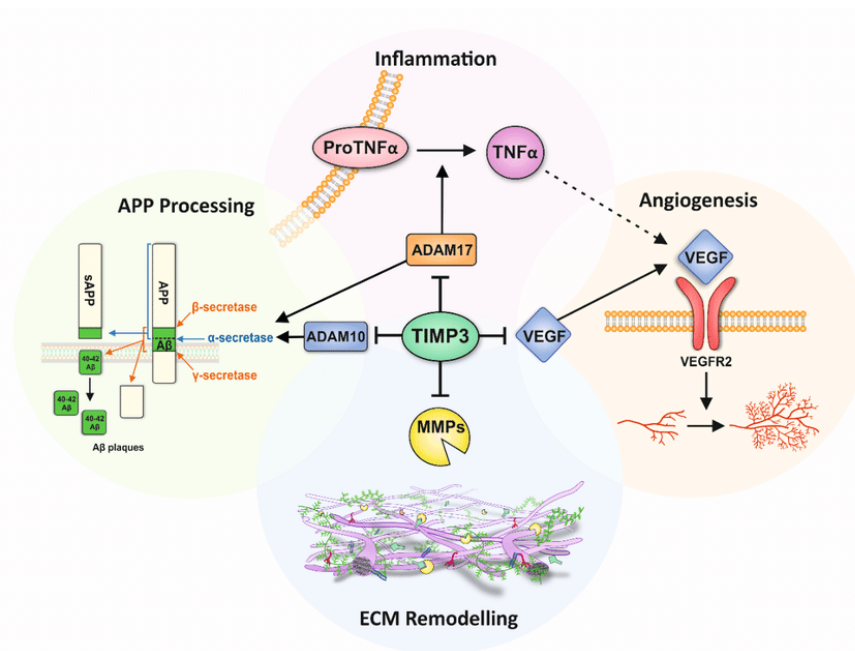 Inflammation
ProTNFα
TNFα
APP Processing
Angiogenesis
ADAM17
VEGF
sAPP
APP
β-secretase
α-secretase
Aβ
γ-secretase
ADAM10
TIMP3
VEGF
VEGFR2
40-42
Aβ
40-42
Aβ
40-42
Aβ
Aβ plaques
MMPs
ECM Remodelling